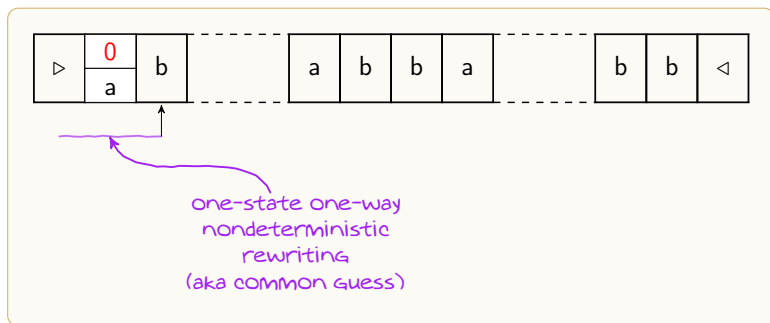 ▷ 0 b a b b a b b ◁
a
one-state one-way
nondeterministic
rewriting
(aka common guess)